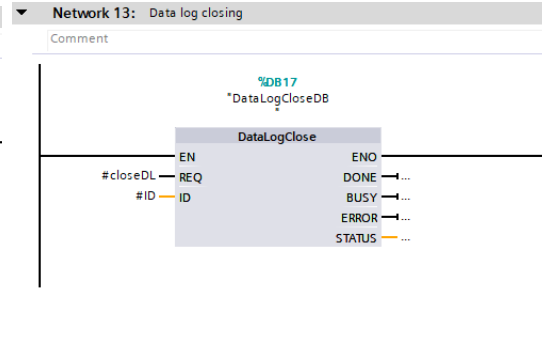 Network 13: Data log closing
Comment
%DB17
"DataLogCloseDB
"
DataLogClose
EN ENO
#closeDL REQ DONE ...
#ID ID BUSY ...
ERROR ...
STATUS ...